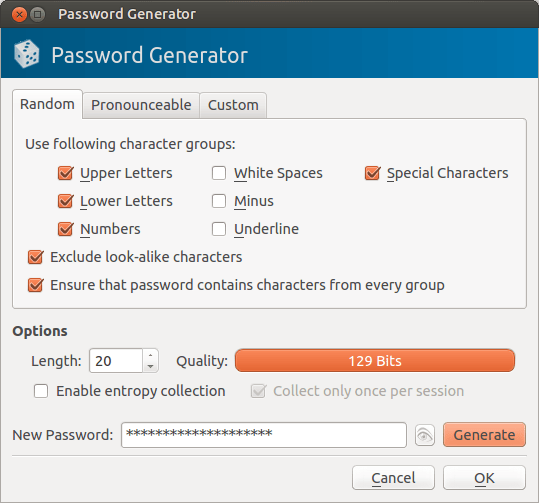 Password Generator
Password Generator
Random Pronounceable Custom
Use following character groups:
Upper Letters White Spaces Special Characters
Lower Letters Minus
Numbers Underline
Exclude look-alike characters
Ensure that password contains characters from every group
Options
Length: 20 Quality: 129 Bits
Enable entropy collection Collect only once per session
New Password: ******************** Generate
Cancel OK